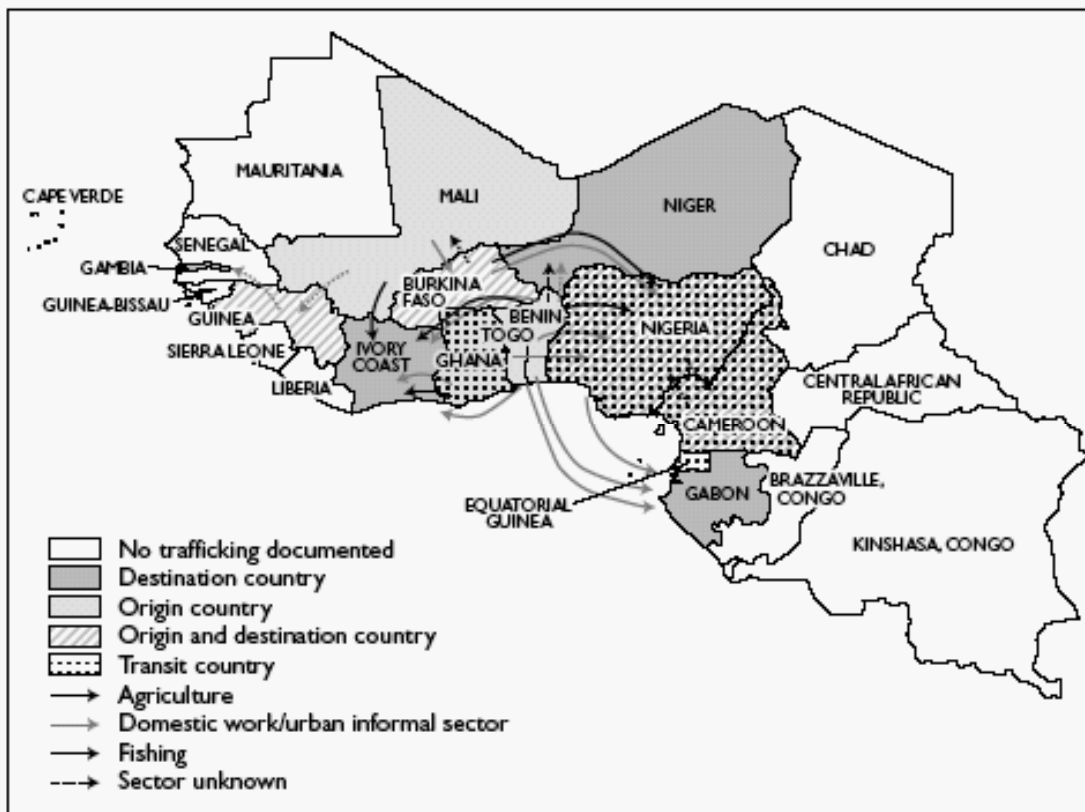 MAURITANIA
MALI
NIGER
CHAD
CAPE VERDE
SENEGAL
GAMBIA
GUINEA-BISSAU
GUINEA
SIERRA LEONE
LIBERIA
BURKINA
FASO
IVORY
COAST
GHANA
TOGO
BENIN
NIGERIA
CENTRAL AFRICAN
REPUBLIC
CAMEROON
EQUATORIAL
GUINEA
GABON
BRAZZAVILLE,
CONGO
KINSHASA, CONGO
No trafficking documented
Destination country
Origin country
Origin and destination country
Transit country
Agriculture
Domestic work/urban informal sector
Fishing
Sector unknown